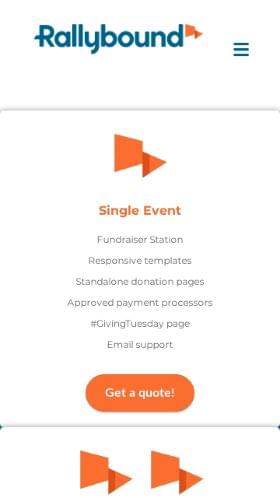 Rallybound
Single Event
Fundraiser Station
Responsive templates
Standalone donation pages
Approved payment processors
#GivingTuesday page
Email support
Get a quote!